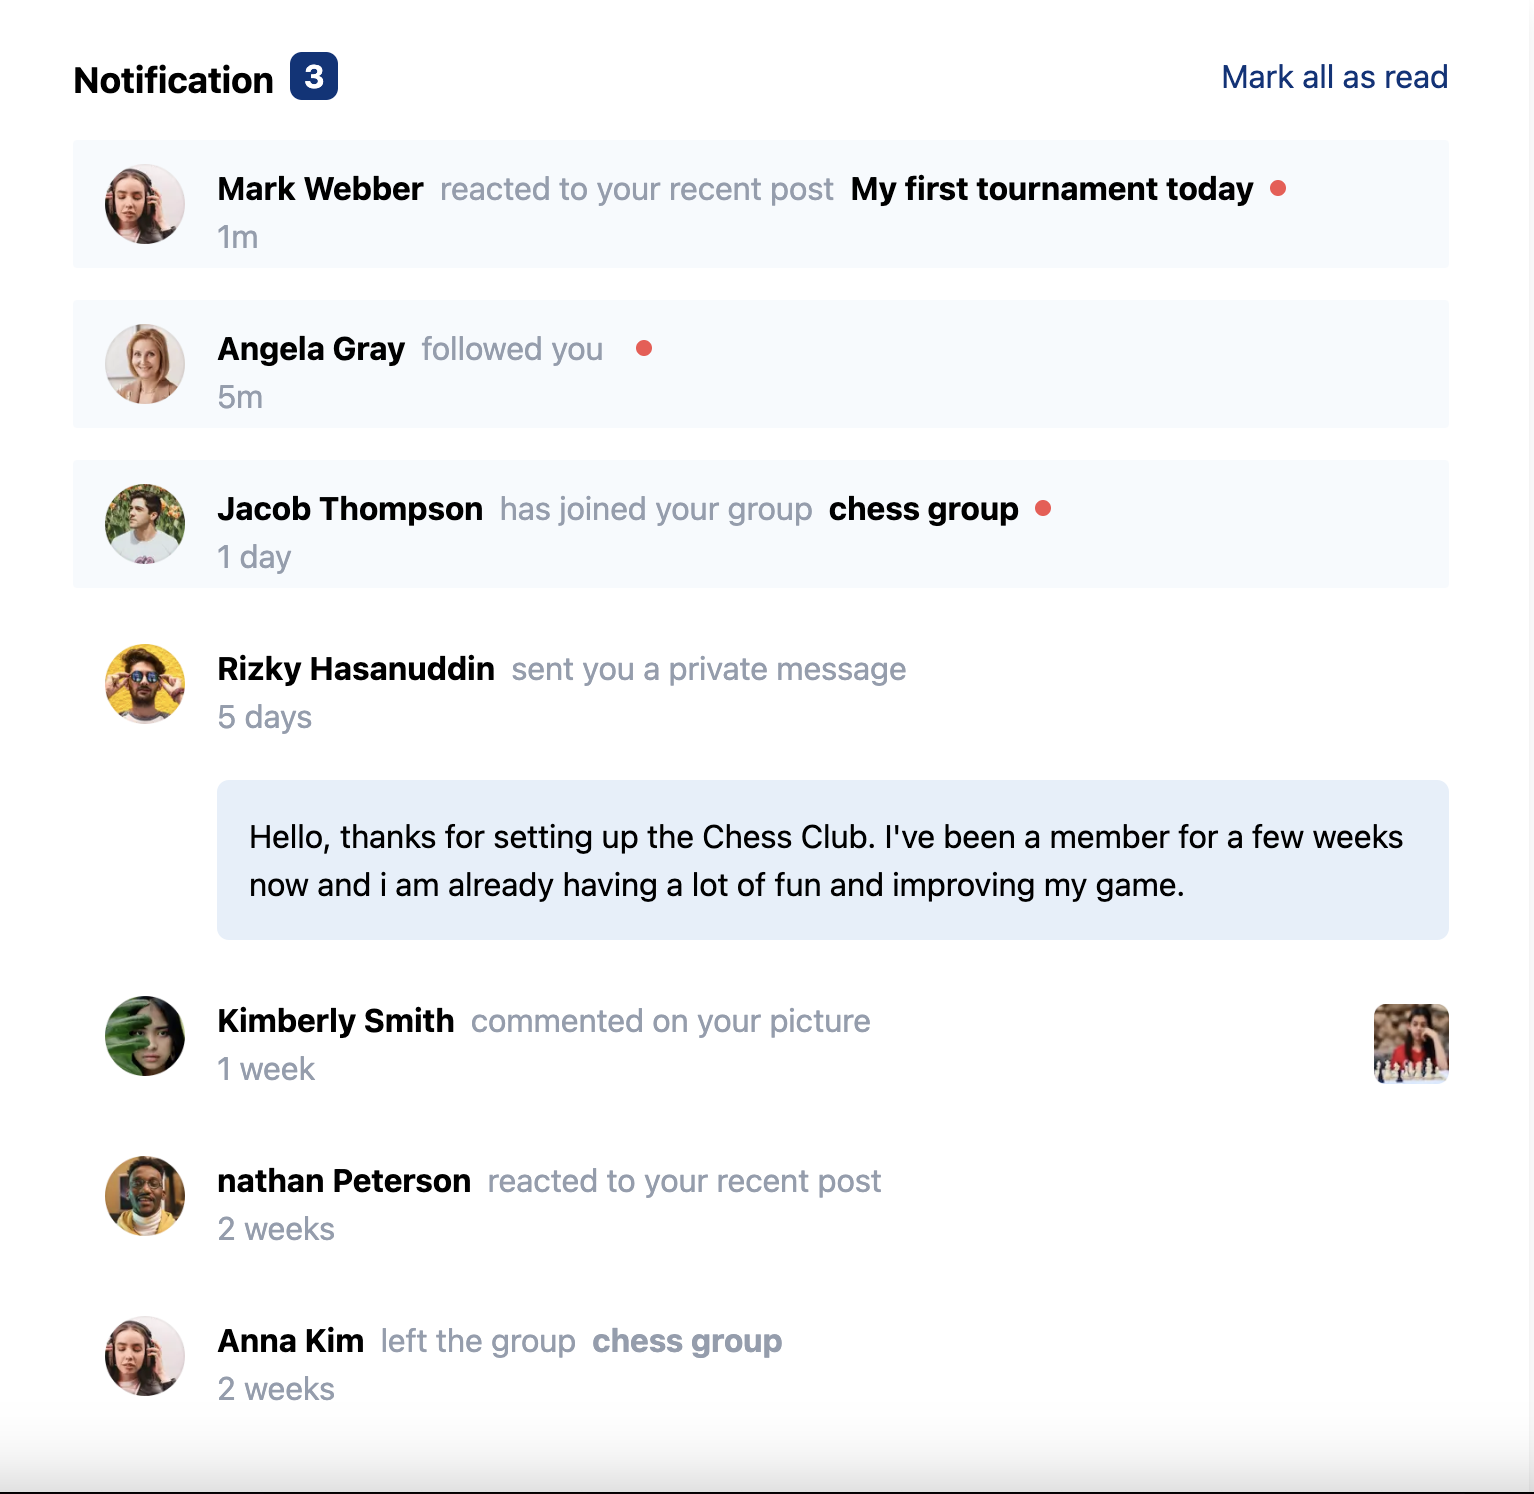 Notification 3
Mark all as read
Mark Webber reacted to your recent post My first tournament today
1m
Angela Gray followed you
5m
Jacob Thompson has joined your group chess group
1 day
Rizky Hasanuddin sent you a private message
5 days
Hello, thanks for setting up the Chess Club. I've been a member for a few weeks
now and i am already having a lot of fun and improving my game.
Kimberly Smith commented on your picture
1 week
nathan Peterson reacted to your recent post
2 weeks
Anna Kim left the group chess group
2 weeks